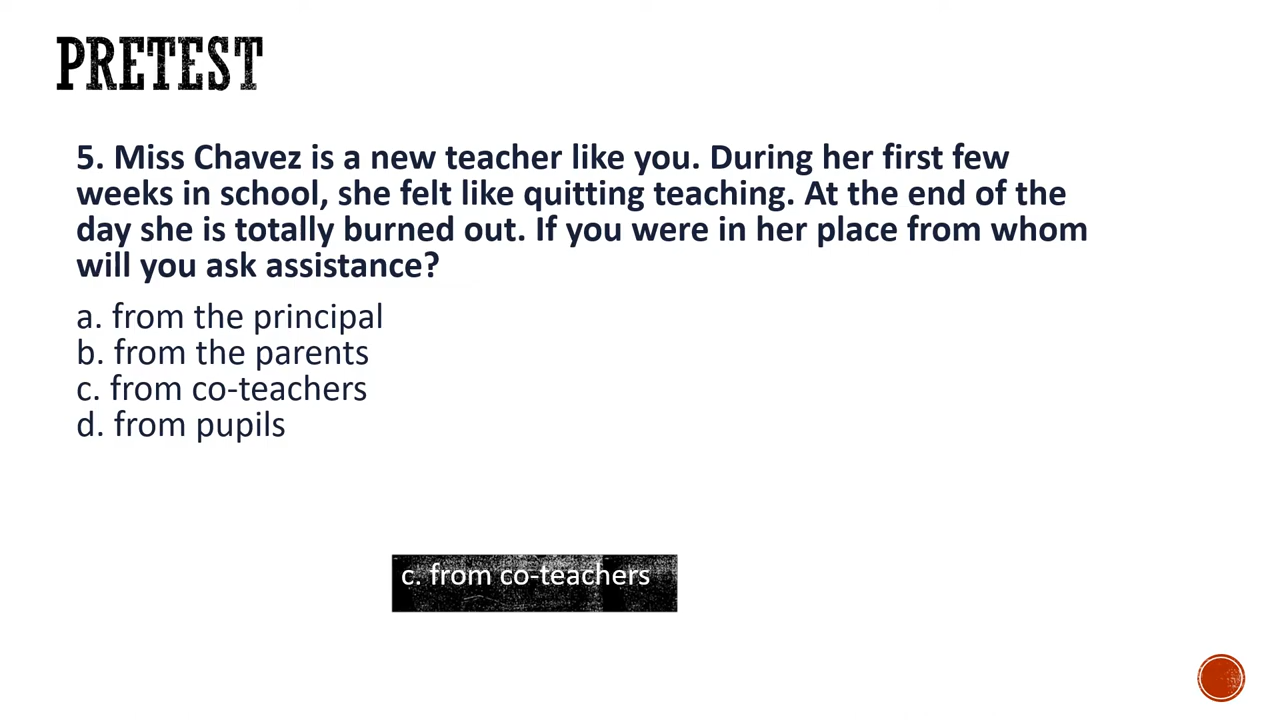 PRETEST
5. Miss Chavez is a new teacher like you. During her first few
weeks in school, she felt like quitting teaching. At the end of the
day she is totally burned out. If you were in her place from whom
will you ask assistance?
a. from the principal
b. from the parents
c. from co-teachers
d. from pupils
c. from co-teachers